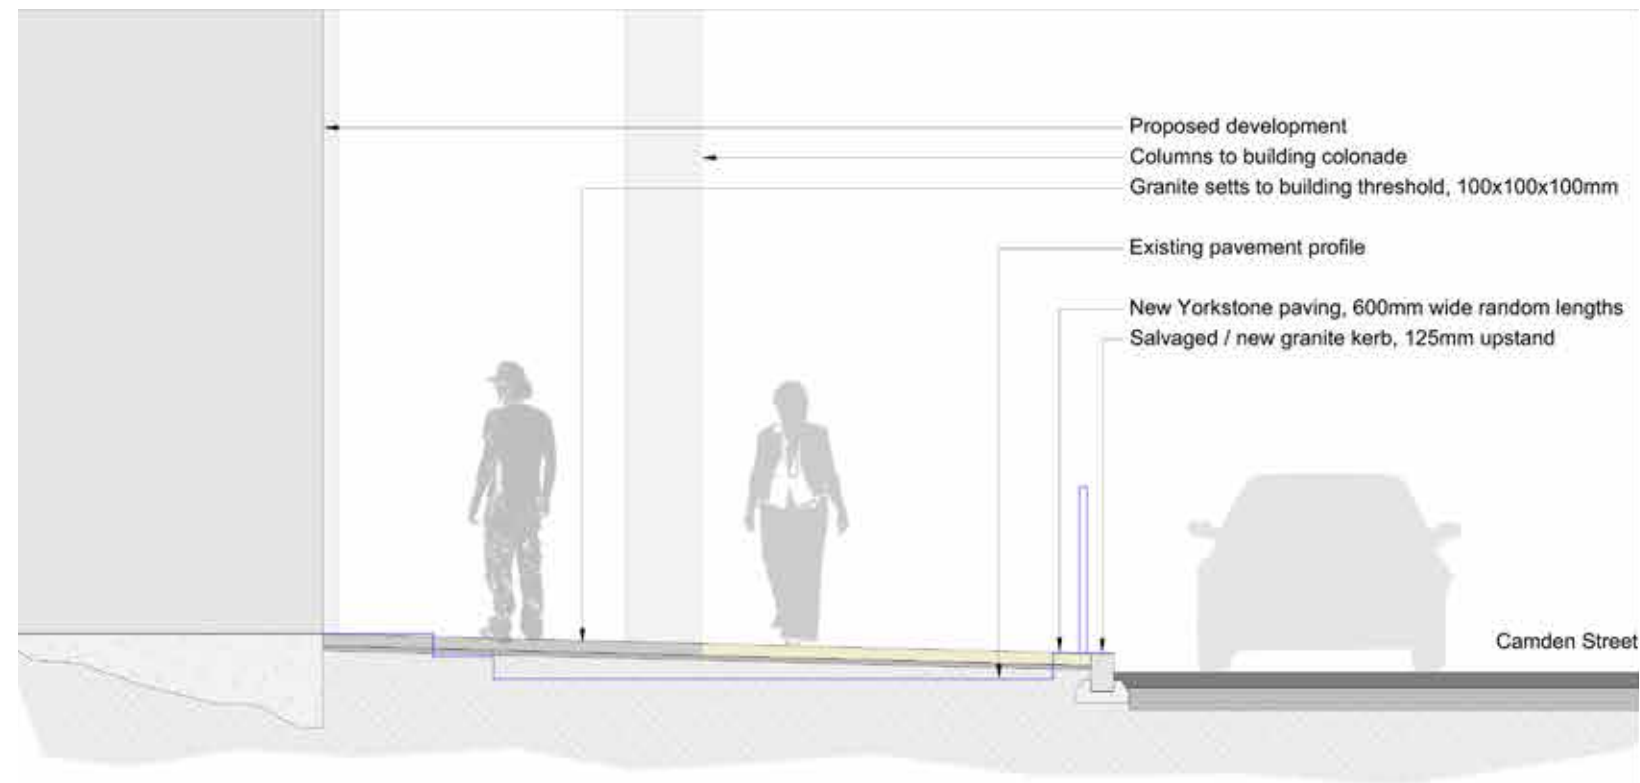 Proposed development
Columns to building colonade
Granite setts to building threshold, 100x100x100mm
Existing pavement profile
New Yorkstone paving, 600mm wide random lengths
Salvaged / new granite kerb, 125mm upstand
Camden Street